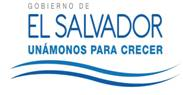 GOBIERNO DE
EL SALVADOR
UNÁMONOS PARA CRECER